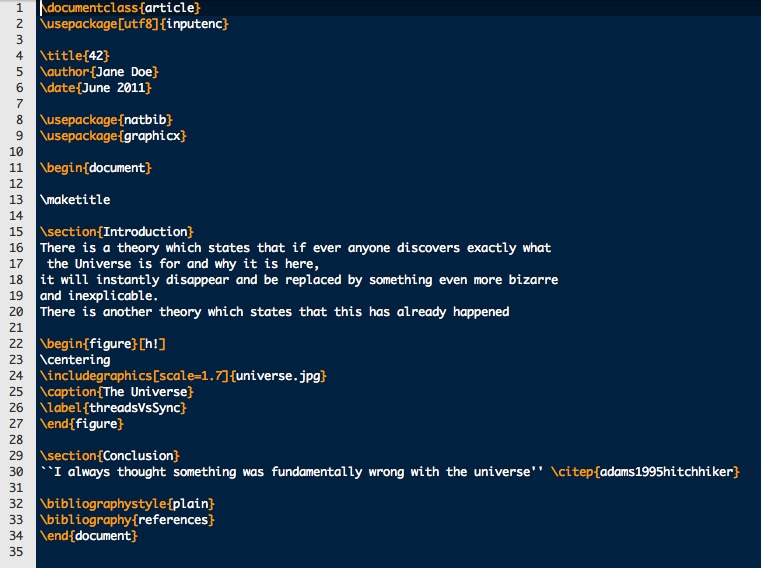 1 \documentclass{article}
2 \usepackage[utf8]{inputenc}
3
4 \title{42}
5 \author{Jane Doe}
6 \date{June 2011}
7
8 \usepackage{natbib}
9 \usepackage{graphicx}
10
11 \begin{document}
12
13 \maketitle
14
15 \section{Introduction}
16 There is a theory which states that if ever anyone discovers exactly what
17  the Universe is for and why it is here,
18 it will instantly disappear and be replaced by something even more bizarre
19 and inexplicable.
20 There is another theory which states that this has already happened
21
22 \begin{figure}[h!]
23 \centering
24 \includegraphics[scale=1.7]{universe.jpg}
25 \caption{The Universe}
26 \label{threadsVsSync}
27 \end{figure}
28
29 \section{Conclusion}
30 ``I always thought something was fundamentally wrong with the universe'' \citep{adams1995hitchhiker}
31
32 \bibliographystyle{plain}
33 \bibliography{references}
34 \end{document}
35